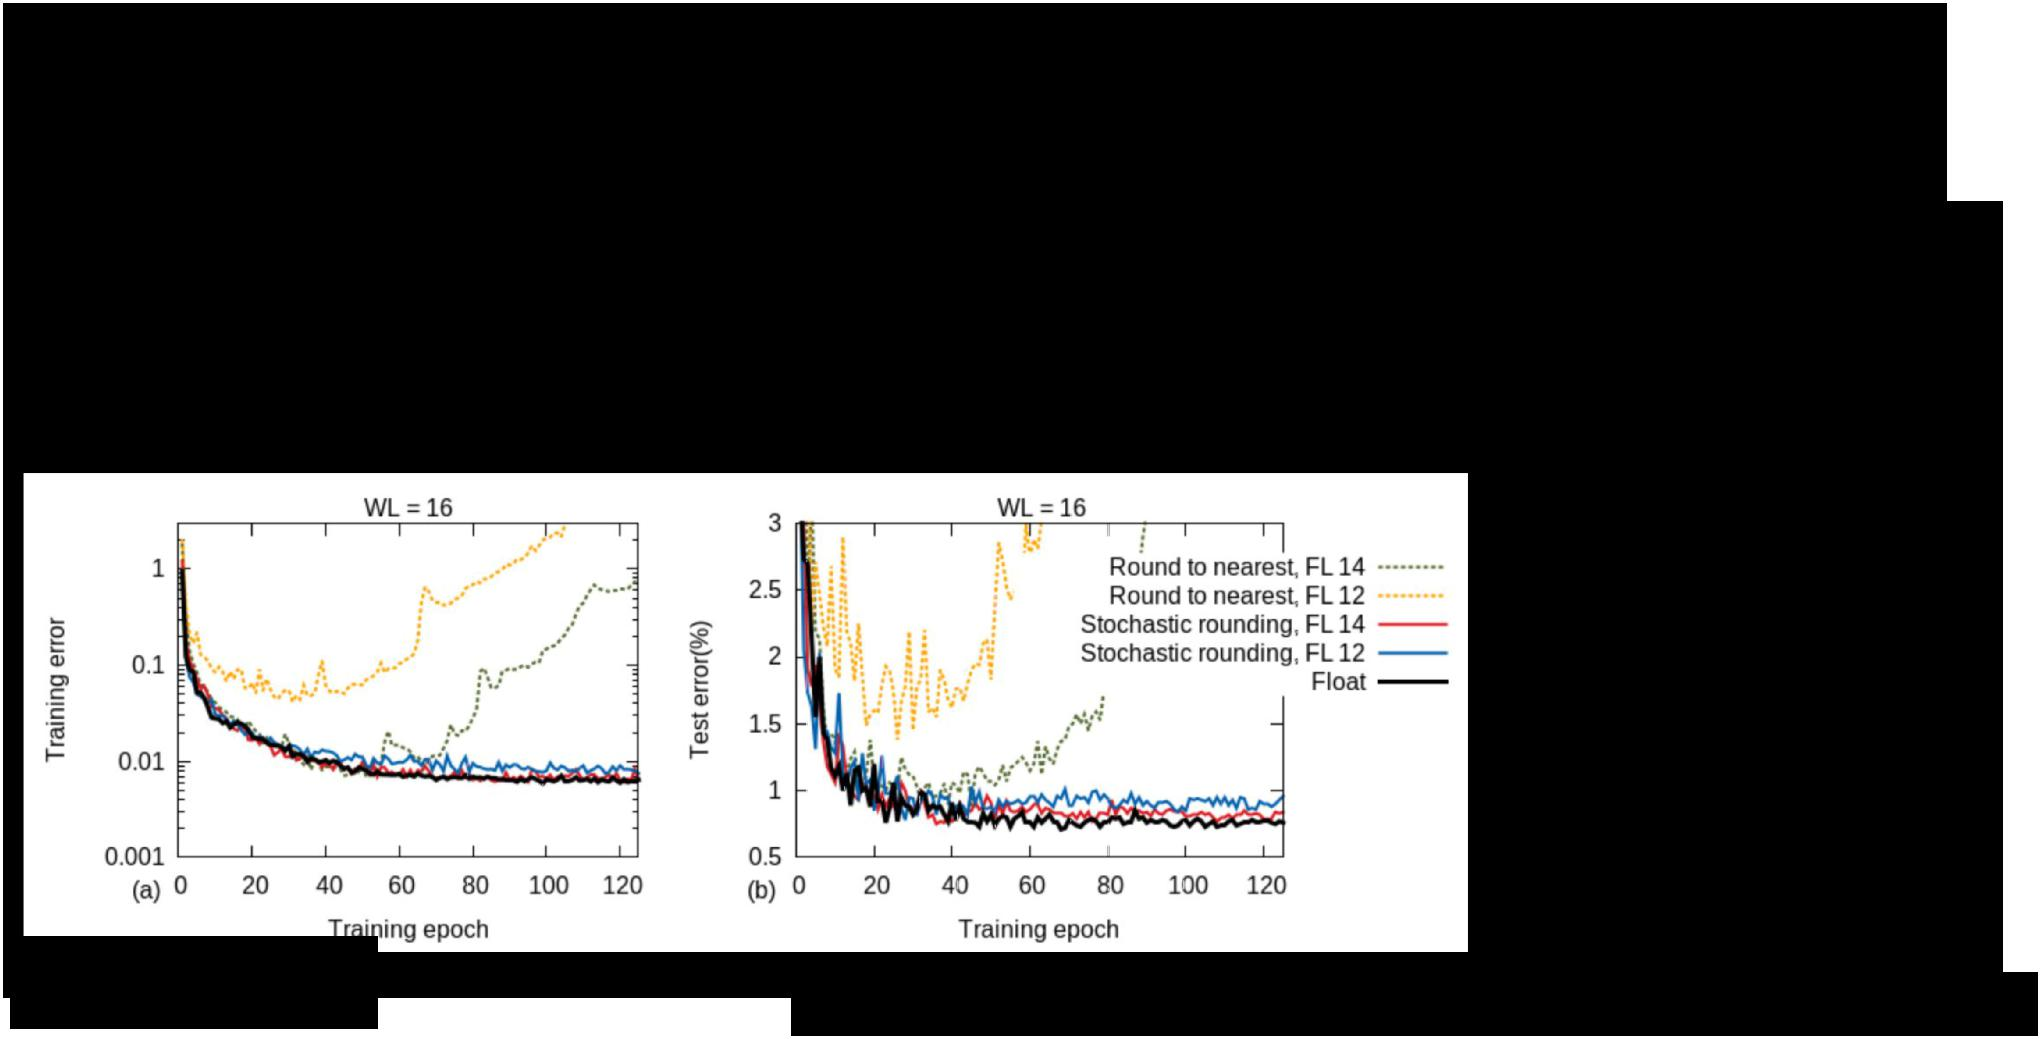 WL = 16
1
0.1
0.01
0.001
Training error
(a)
0 20 40 60 80 100 120
Training epoch
WL = 16
3
2.5
2
1.5
1
0.5
Test error(%)
(b)
0 20 40 60 80 100 120
Training epoch
Round to nearest, FL 14
Round to nearest, FL 12
Stochastic rounding, FL 14
Stochastic rounding, FL 12
Float